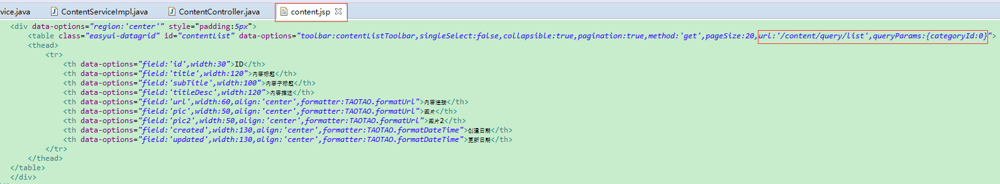 vice.java ContentServiceImpl.java ContentController.java content.jsp
<div data-options="region:'center'" style="padding:5px">
<table class="easyui-datagrid" id="contentList" data-options="toolbar:contentListToolbar,singleSelect:false,collapsible:true,pagination:true,method:'get',pageSize:20,url:'/content/query/list',queryParams:{categoryId:0}">
<thead>
<tr>
<th data-options="field:'id',width:30">ID</th>
<th data-options="field:'title',width:120">内容标题</th>
<th data-options="field:'subTitle',width:100">内容子标题</th>
<th data-options="field:'titleDesc',width:120">内容描述</th>
<th data-options="field:'url',width:60,align:'center',formatter:TAOTAO.formatUrl">内容连接</th>
<th data-options="field:'pic',width:50,align:'center',formatter:TAOTAO.formatUrl">图片</th>
<th data-options="field:'pic2',width:50,align:'center',formatter:TAOTAO.formatUrl">图片2</th>
<th data-options="field:'created',width:130,align:'center',formatter:TAOTAO.formatDateTime">创建日期</th>
<th data-options="field:'updated',width:130,align:'center',formatter:TAOTAO.formatDateTime">更新日期</th>
</tr>
</thead>
</table>
</div>